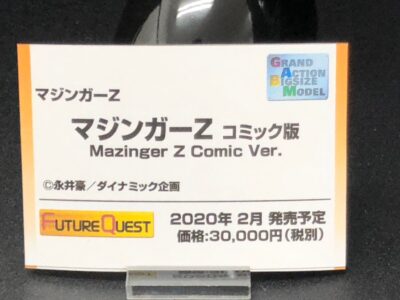 GRAND
ACTION
BIGSIZE
MODEL
マジンガーZ
マジンガーZ コミック版
Mazinger Z Comic Ver.
©永井豪／ダイナミック企画
FUTURE QUEST
2020年 2月 発売予定
価格:30,000円(税別)